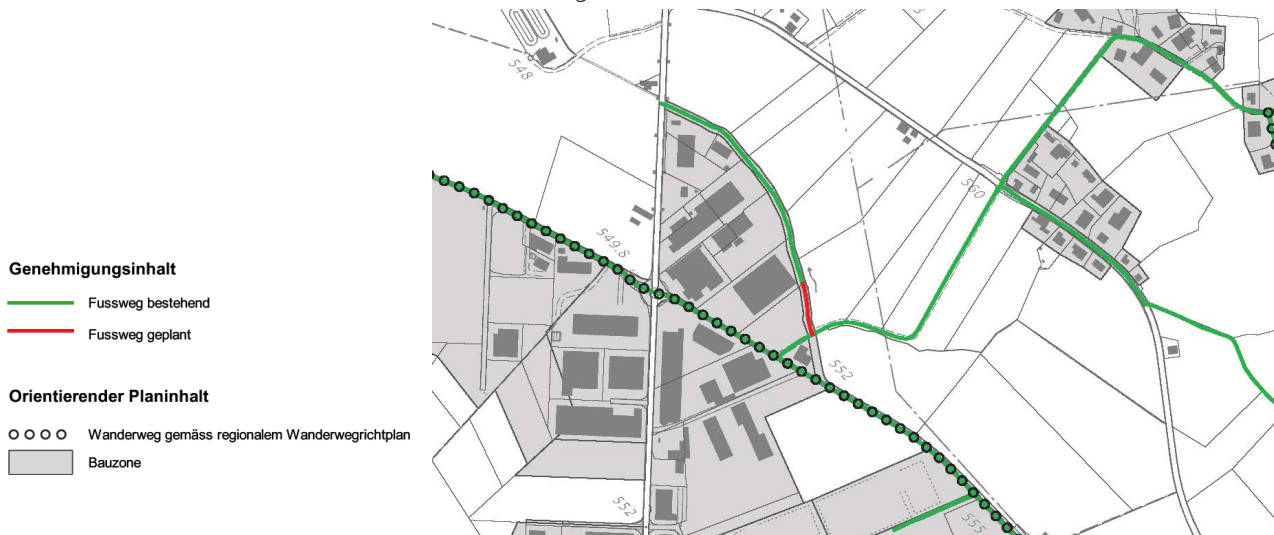 Genehmigungsinhalt
Fussweg bestehend
Fussweg geplant
Orientierender Planinhalt
Wanderweg gemäss regionalem Wanderwegrichtplan
Bauzone
548
549.8
560
552
552
555